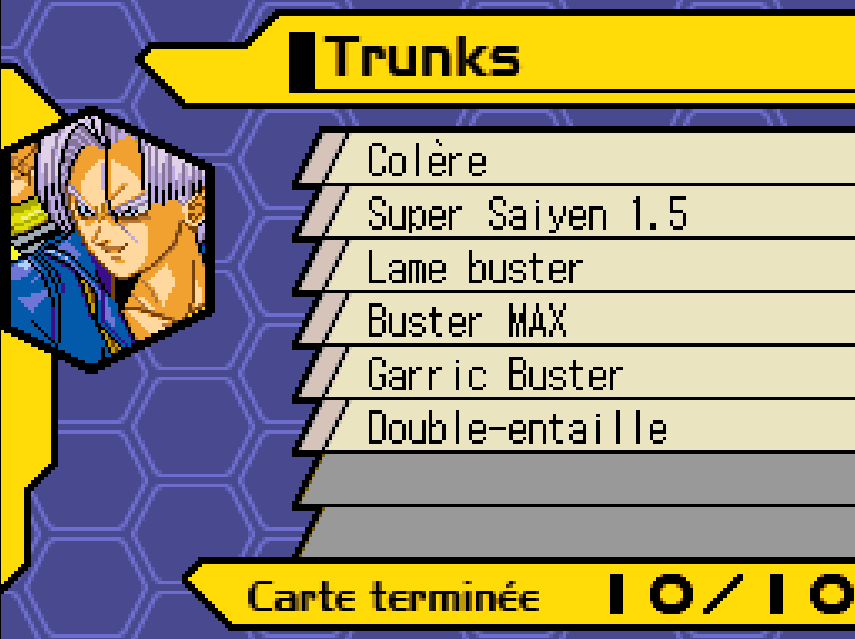 Trunks
Colère
Super Saiyen 1.5
Lame buster
Buster MAX
Garric Buster
Double-entaille
Carte terminée 10/10